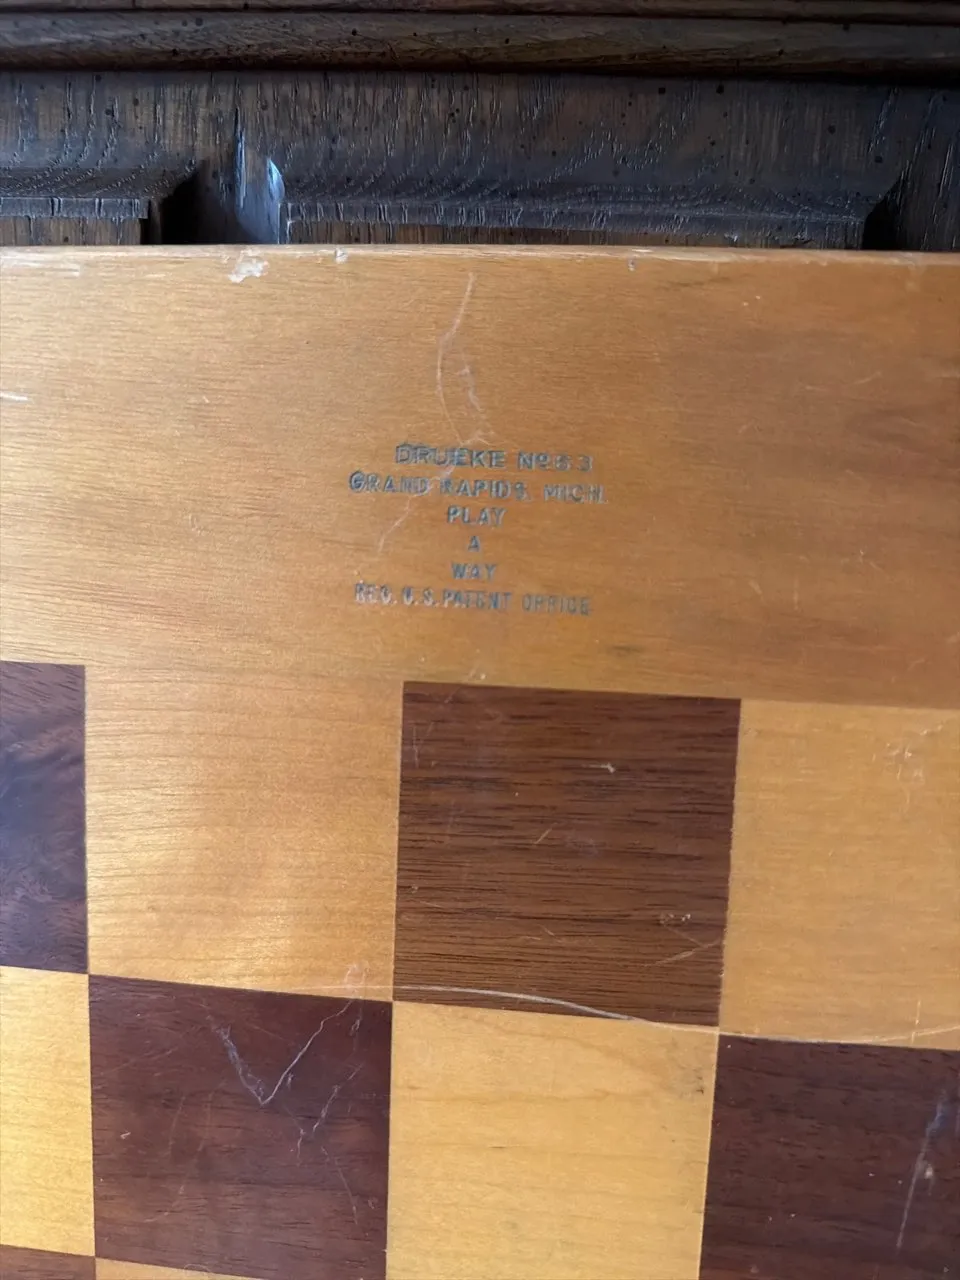 DRUEKE Nº 63
GRAND RAPIDS, MICH.
PLAY
A
WAY
REG. U.S. PATENT OFFICE